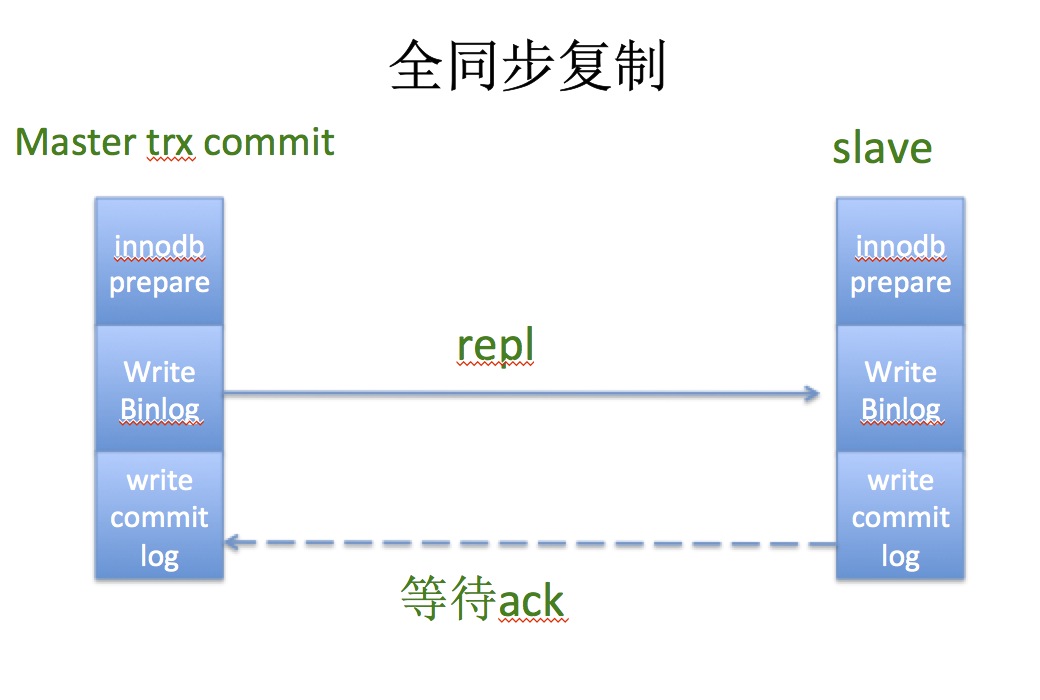 全同步复制
Master trx commit
slave
innodb
prepare
innodb
prepare
repl
Write
Binlog
Write
Binlog
write
commit
log
write
commit
log
等待ack